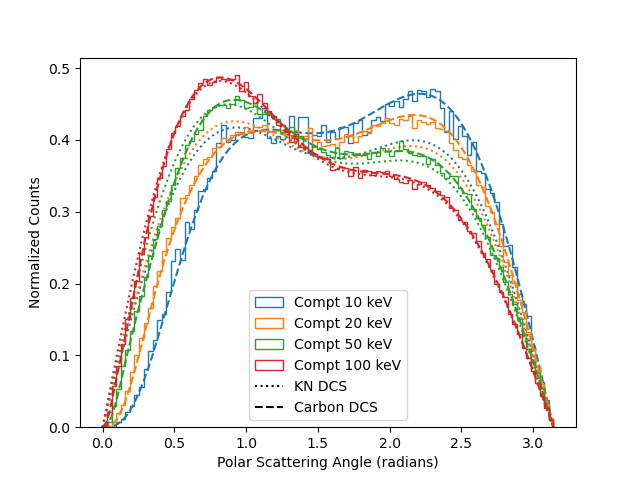 0.5
0.4
0.3
0.2
0.1
0.0
Normalized Counts
Compt 10 keV
Compt 20 keV
Compt 50 keV
Compt 100 keV
KN DCS
Carbon DCS
0.0 0.5 1.0 1.5 2.0 2.5 3.0
Polar Scattering Angle (radians)